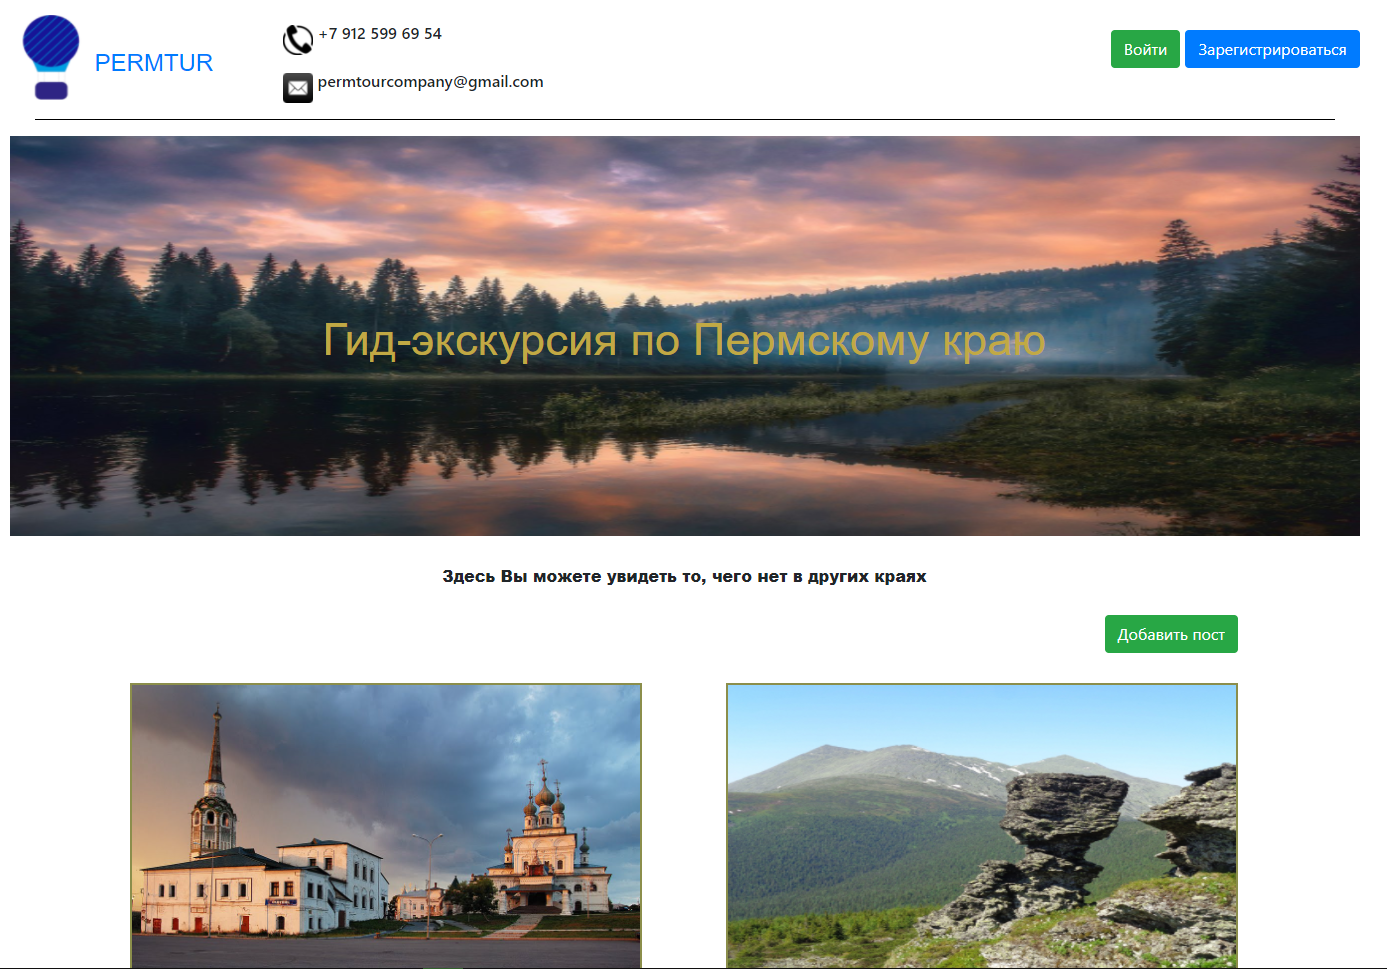 PERMTUR
+7 912 599 69 54
permtourcompany@gmail.com
Войти
Зарегистрироваться
Гид-экскурсия по Пермскому краю
Здесь Вы можете увидеть то, чего нет в других краях
Добавить пост